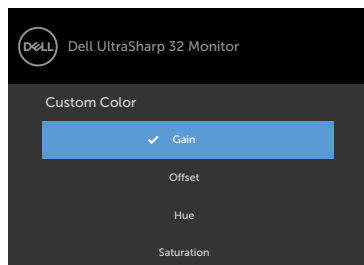 DELL
Dell UltraSharp 32 Monitor
Custom Color
Gain
Offset
Hue
Saturation